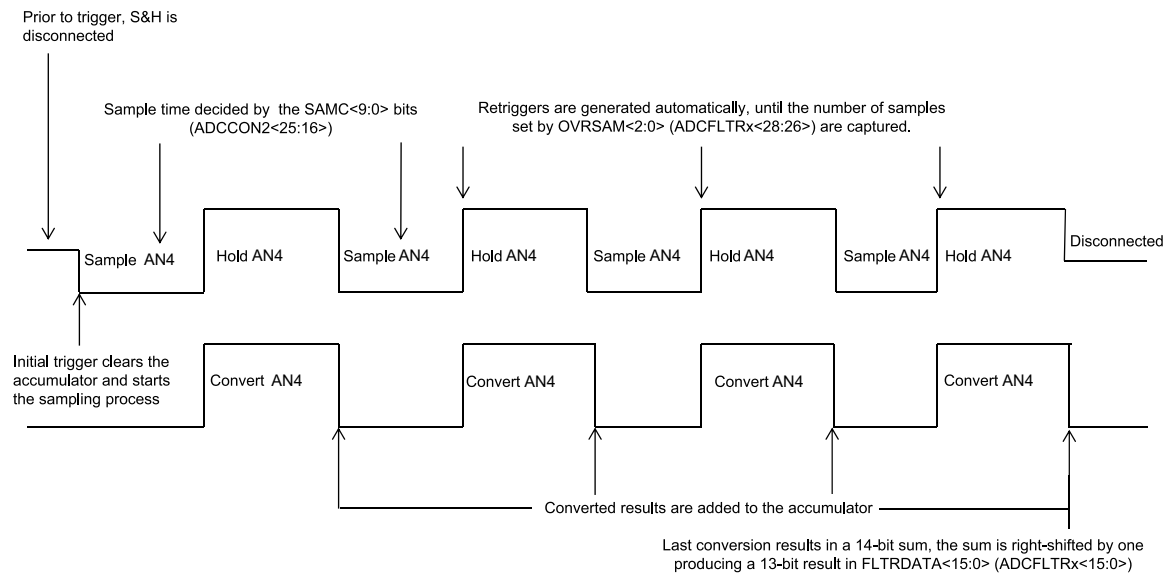 Prior to trigger, S&H is
disconnected
Sample time decided by the SAMC<9:0> bits
(ADCCON2<25:16>)
Retriggers are generated automatically, until the number of samples
set by OVRSAM<2:0> (ADCFLTRx<28:26>) are captured.
Sample AN4
Hold AN4
Sample AN4
Hold AN4
Sample AN4
Hold AN4
Sample AN4
Hold AN4
Disconnected
Initial trigger clears the
accumulator and starts
the sampling process
Convert AN4
Convert AN4
Convert AN4
Convert AN4
Converted results are added to the accumulator
Last conversion results in a 14-bit sum, the sum is right-shifted by one
producing a 13-bit result in FLTRDATA<15:0> (ADCFLTRx<15:0>)